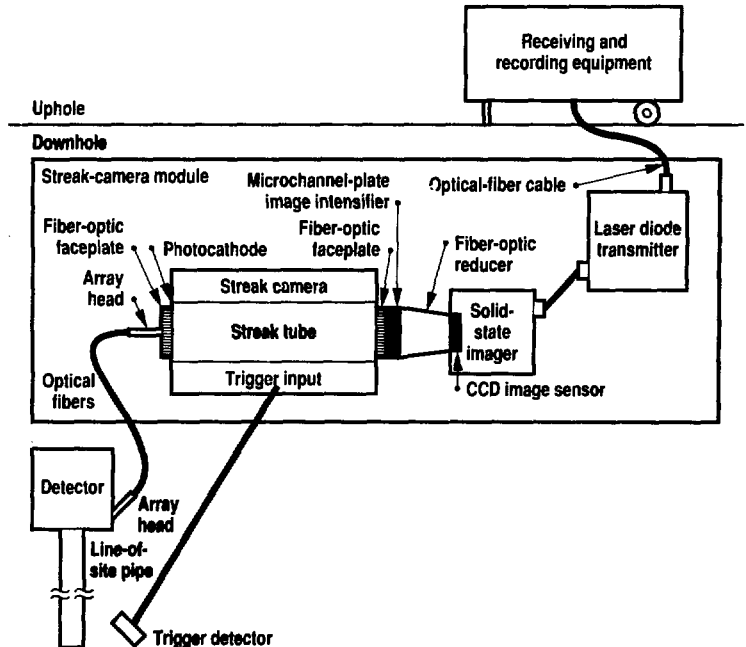 Receiving and
recording equipment
Uphole
Downhole
Streak-camera module
Microchannel-plate
image intensifier
Optical-fiber cable
Laser diode
transmitter
Fiber-optic
faceplate
Photocathode
Fiber-optic
faceplate
Fiber-optic
reducer
Array
head
Streak camera
Streak tube
Trigger input
Solid-
state
imager
CCD image sensor
Optical
fibers
Detector
Array
head
Line-of-
site pipe
Trigger detector